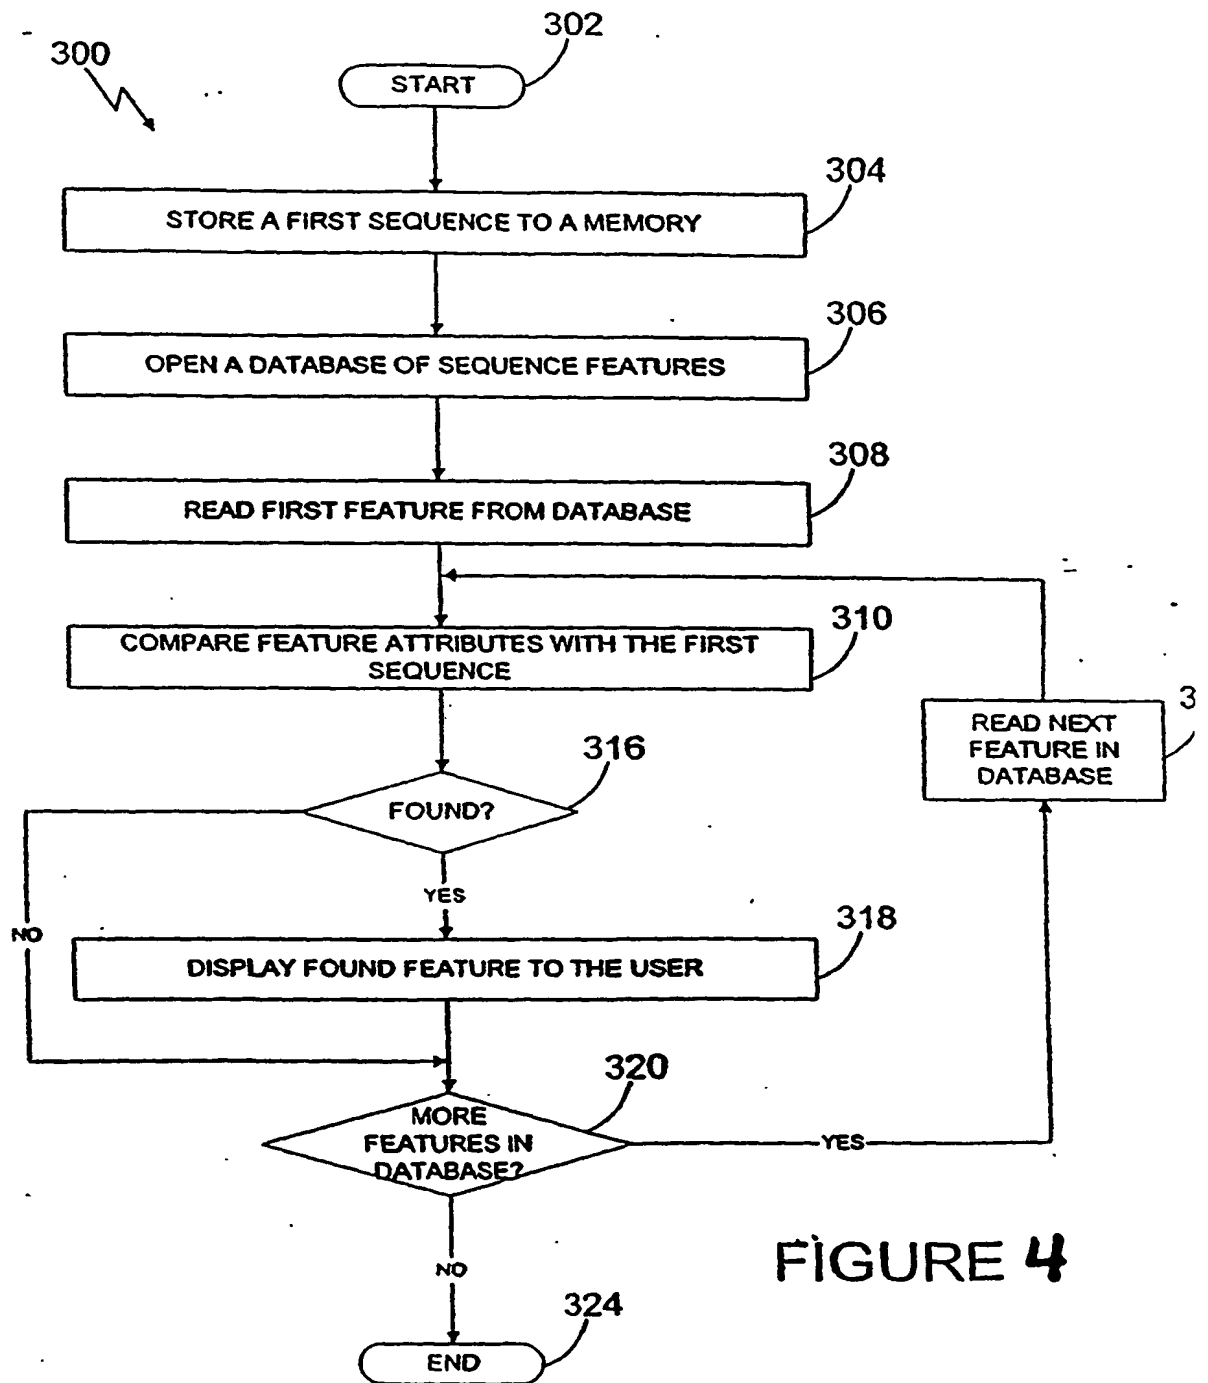 302
300
START
304
STORE A FIRST SEQUENCE TO A MEMORY
306
OPEN A DATABASE OF SEQUENCE FEATURES
308
READ FIRST FEATURE FROM DATABASE
310
COMPARE FEATURE ATTRIBUTES WITH THE FIRST
SEQUENCE
3
READ NEXT
FEATURE IN
DATABASE
316
FOUND?
YES
NO
318
DISPLAY FOUND FEATURE TO THE USER
320
MORE
FEATURES IN
DATABASE?
YES
NO
FIGURE 4
324
END